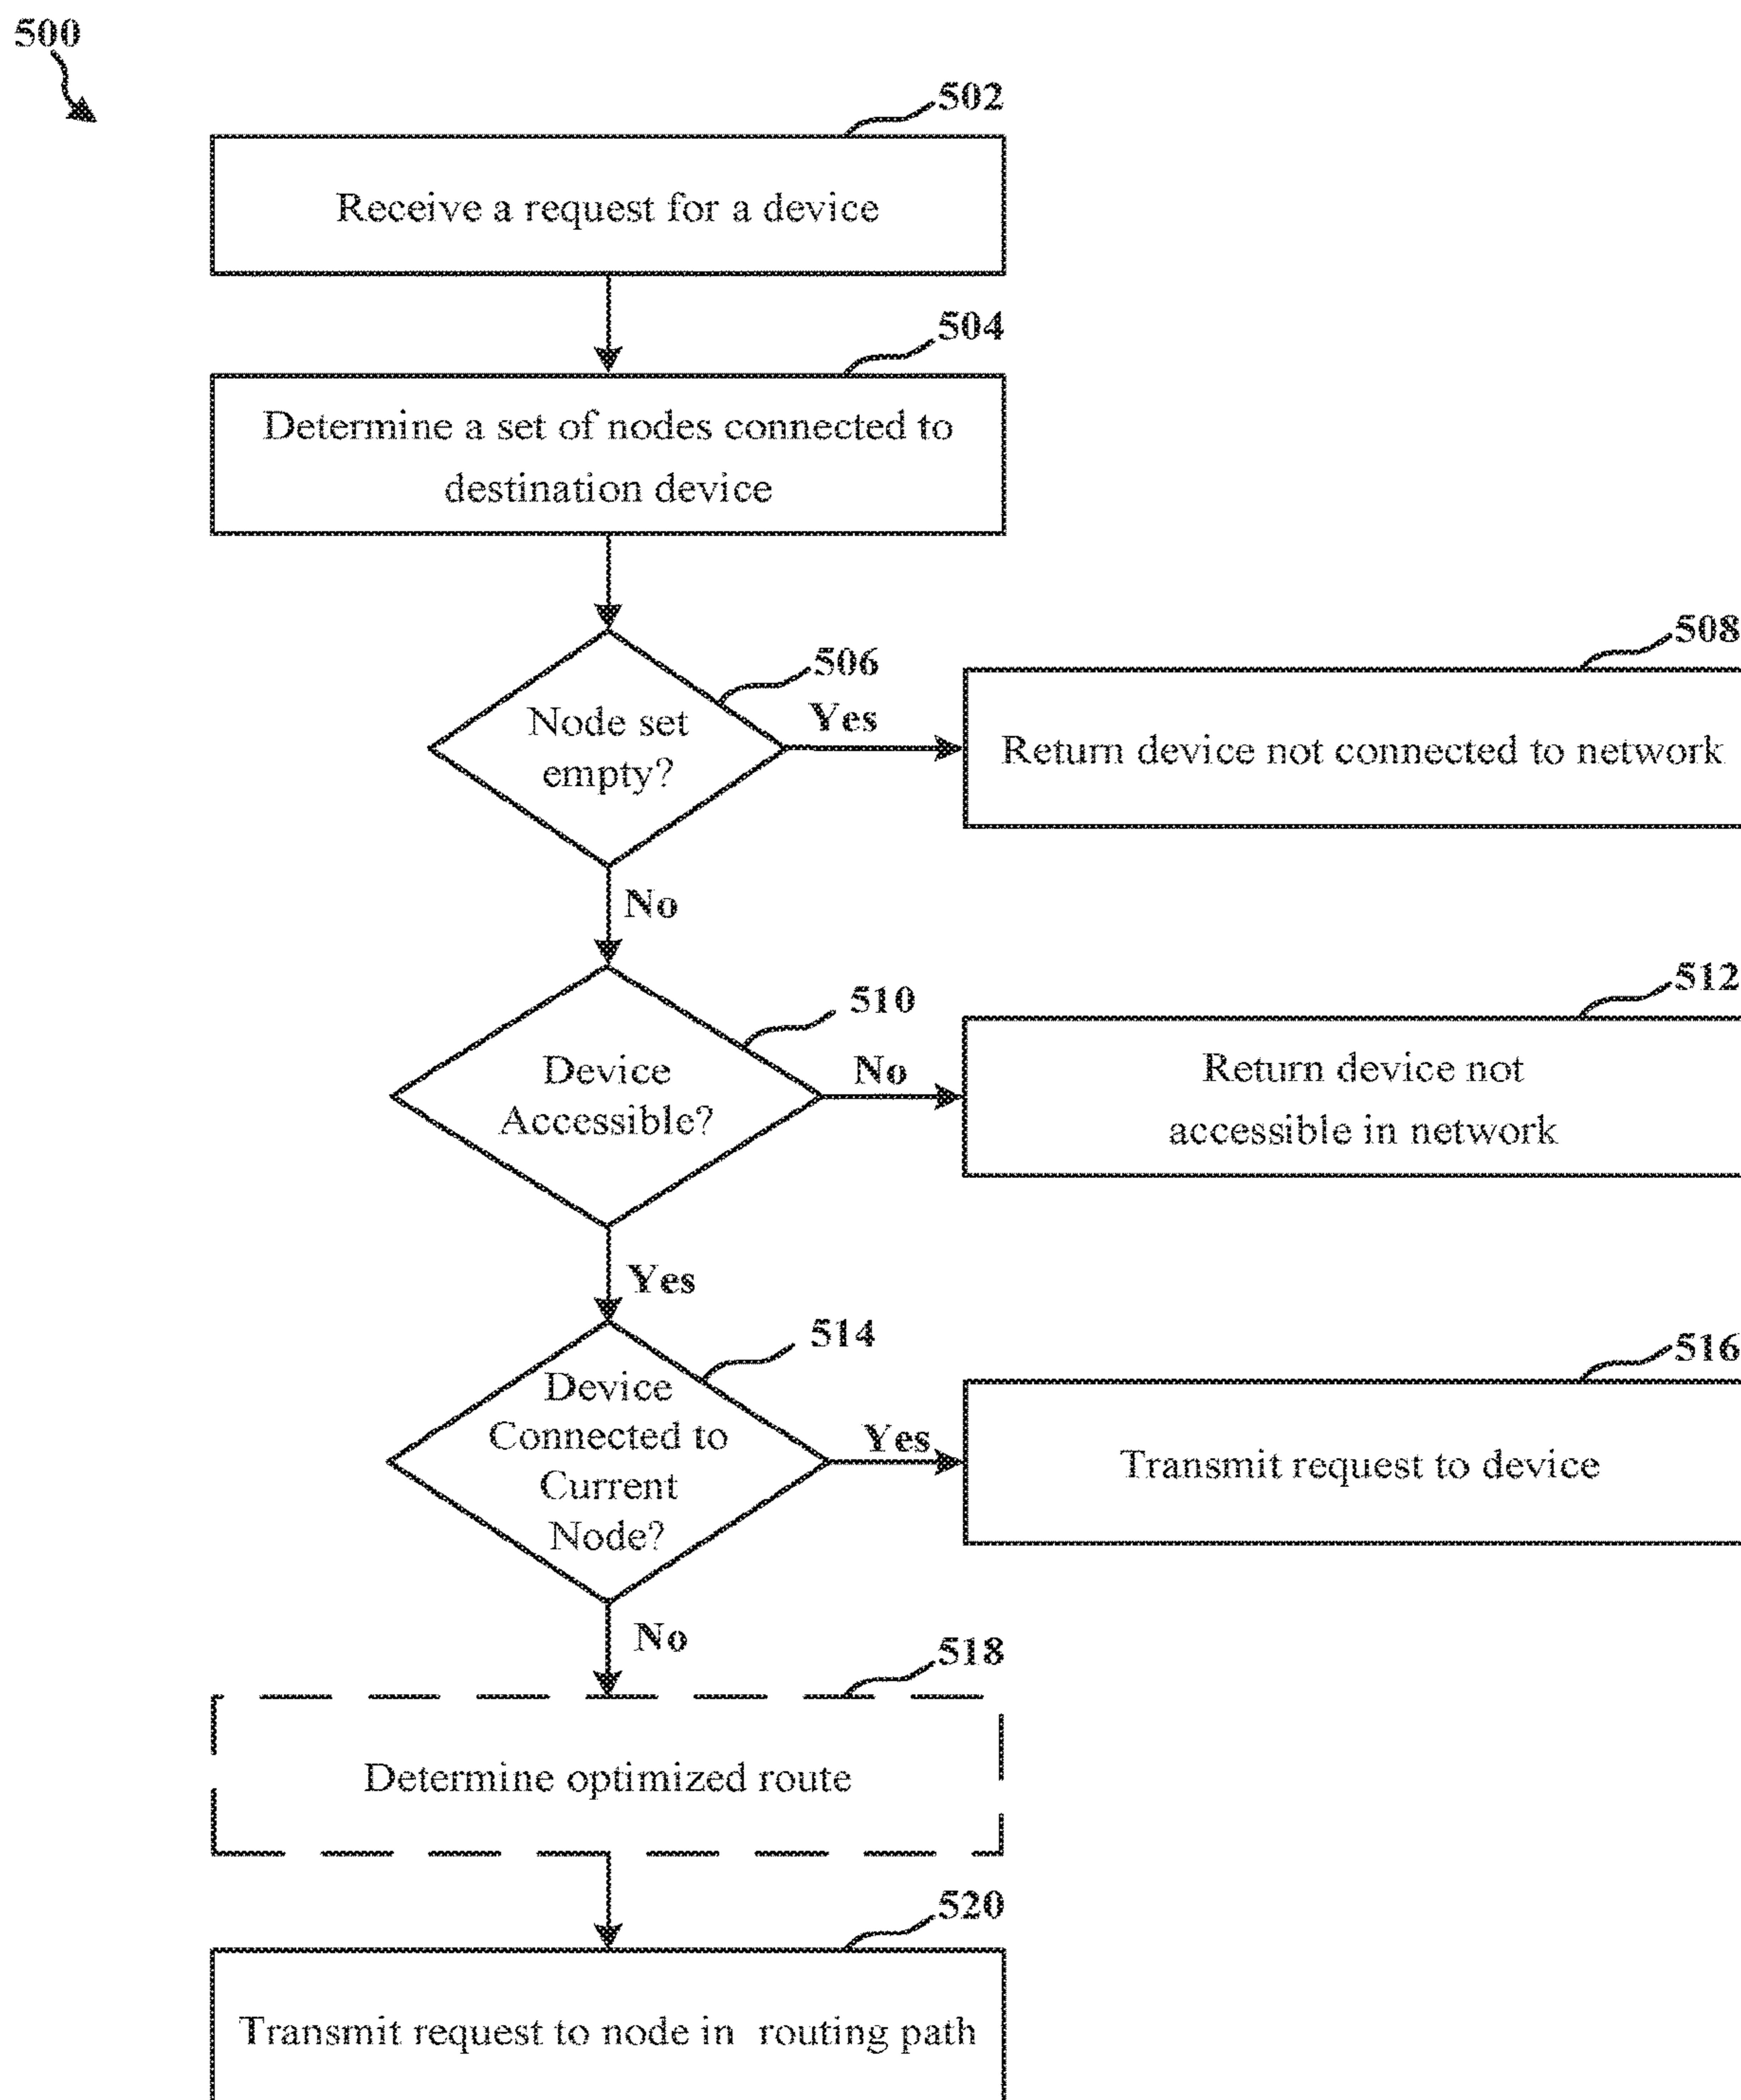 500
502
Receive a request for a device
504
Determine a set of nodes connected to
destination device
506
Node set
empty?
Yes
508
Return device not connected to network
No
510
Device
Accessible?
No
512
Return device not
accessible in network
Yes
514
Device
Connected to
Current
Node?
Yes
516
Transmit request to device
No
518
Determine optimized route
520
Transmit request to node in routing path